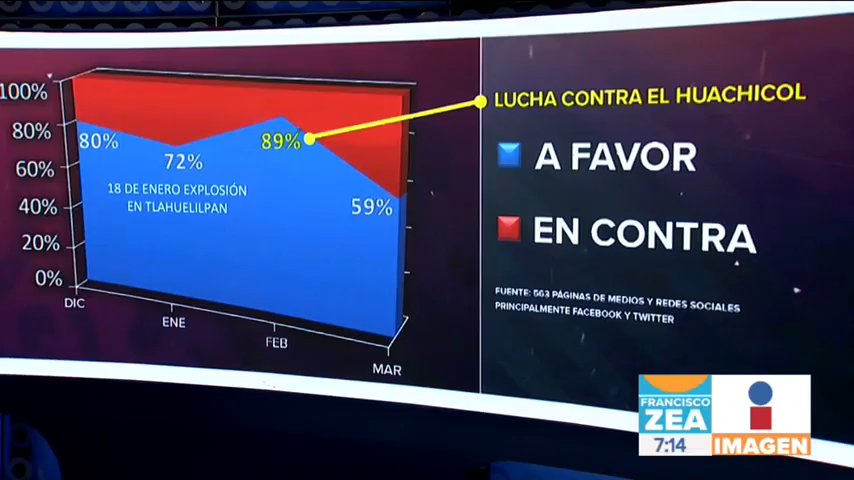 100%
80%
60%
40%
20%
0%
80%
72%
89%
59%
18 DE ENERO EXPLOSIÓN
EN TLAHUELILPAN
DIC
ENE
FEB
MAR
LUCHA CONTRA EL HUACHICOL
A FAVOR
EN CONTRA
FUENTE: 563 PÁGINAS DE MEDIOS Y REDES SOCIALES
PRINCIPALMENTE FACEBOOK Y TWITTER
FRANCISCO
ZEA
7:14
IMAGEN